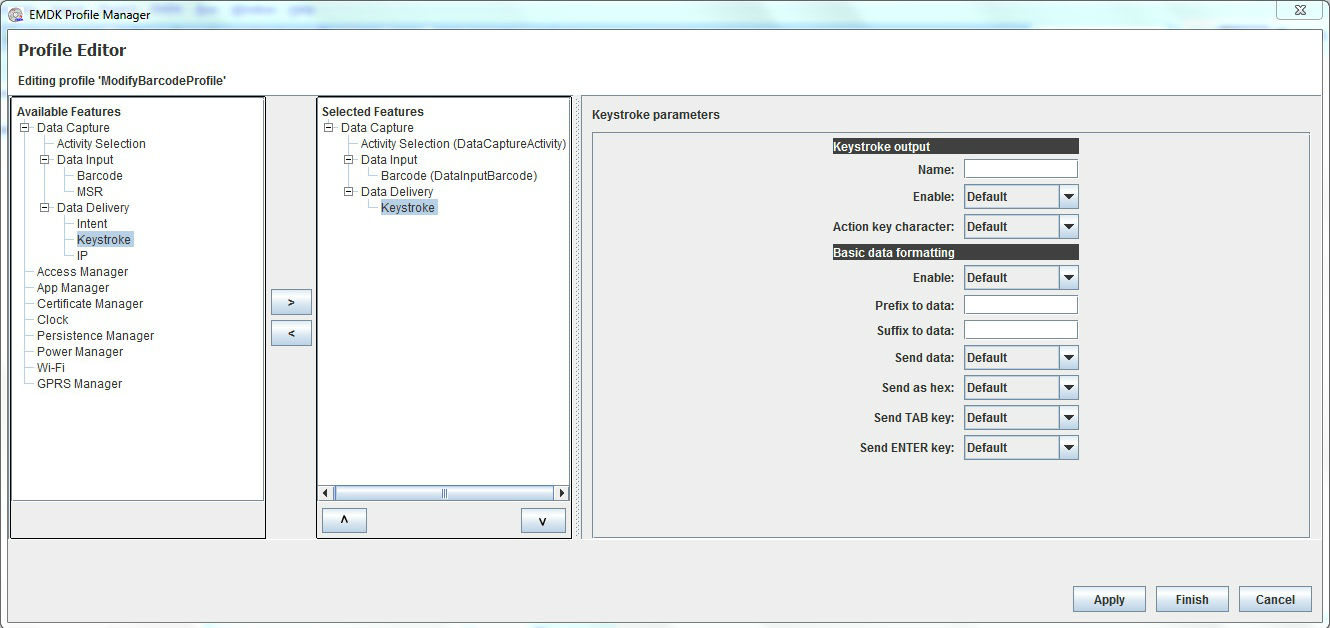 EMDK Profile Manager
Profile Editor
Editing profile 'ModifyBarcodeProfile'
Available Features
Data Capture
Activity Selection
Data Input
Barcode
MSR
Data Delivery
Intent
Keystroke
IP
Access Manager
App Manager
Certificate Manager
Clock
Persistence Manager
Power Manager
Wi-Fi
GPRS Manager
>
<
Selected Features
Data Capture
Activity Selection (DataCaptureActivity)
Data Input
Barcode (DataInputBarcode)
Data Delivery
Keystroke
Keystroke parameters
Keystroke output
Name:
Enable: Default
Action key character: Default
Basic data formatting
Enable: Default
Prefix to data:
Suffix to data:
Send data: Default
Send as hex: Default
Send TAB key: Default
Send ENTER key: Default
Apply Finish Cancel